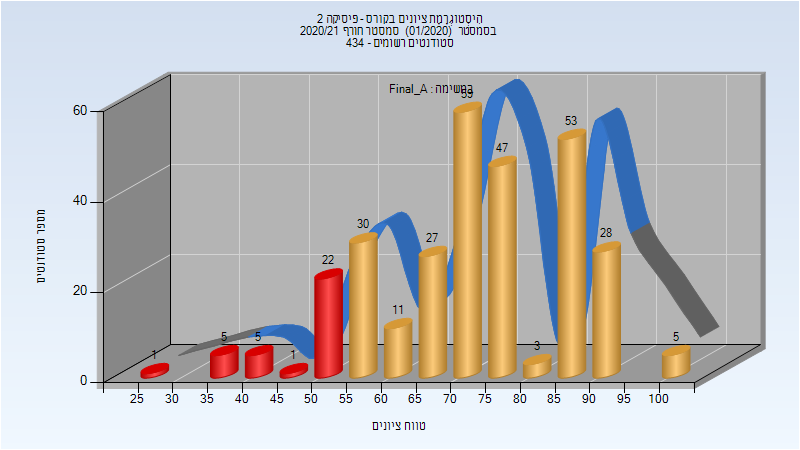 היסטוגרמת ציונים בקורס - פיסיקה 2
בסמסטר (01/2020) סמסטר חורף 2020/21
סטודנטים רשומים - 434
במשימה : Final_A
מספר סטודנטים
60
40
20
0
1
5
5
1
22
30
11
27
59
47
3
53
28
5
25 30 35 40 45 50 55 60 65 70 75 80 85 90 95 100
טווח ציונים